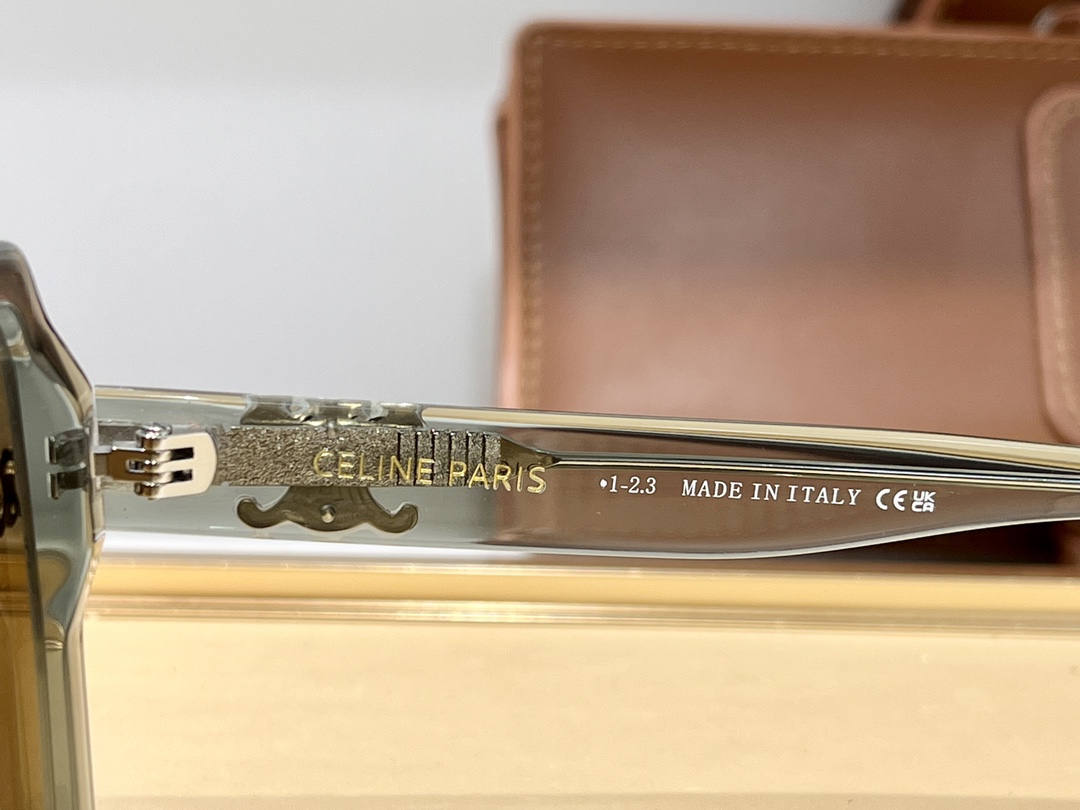 CELINE PARIS
•1-2.3 MADE IN ITALY CE UK CA